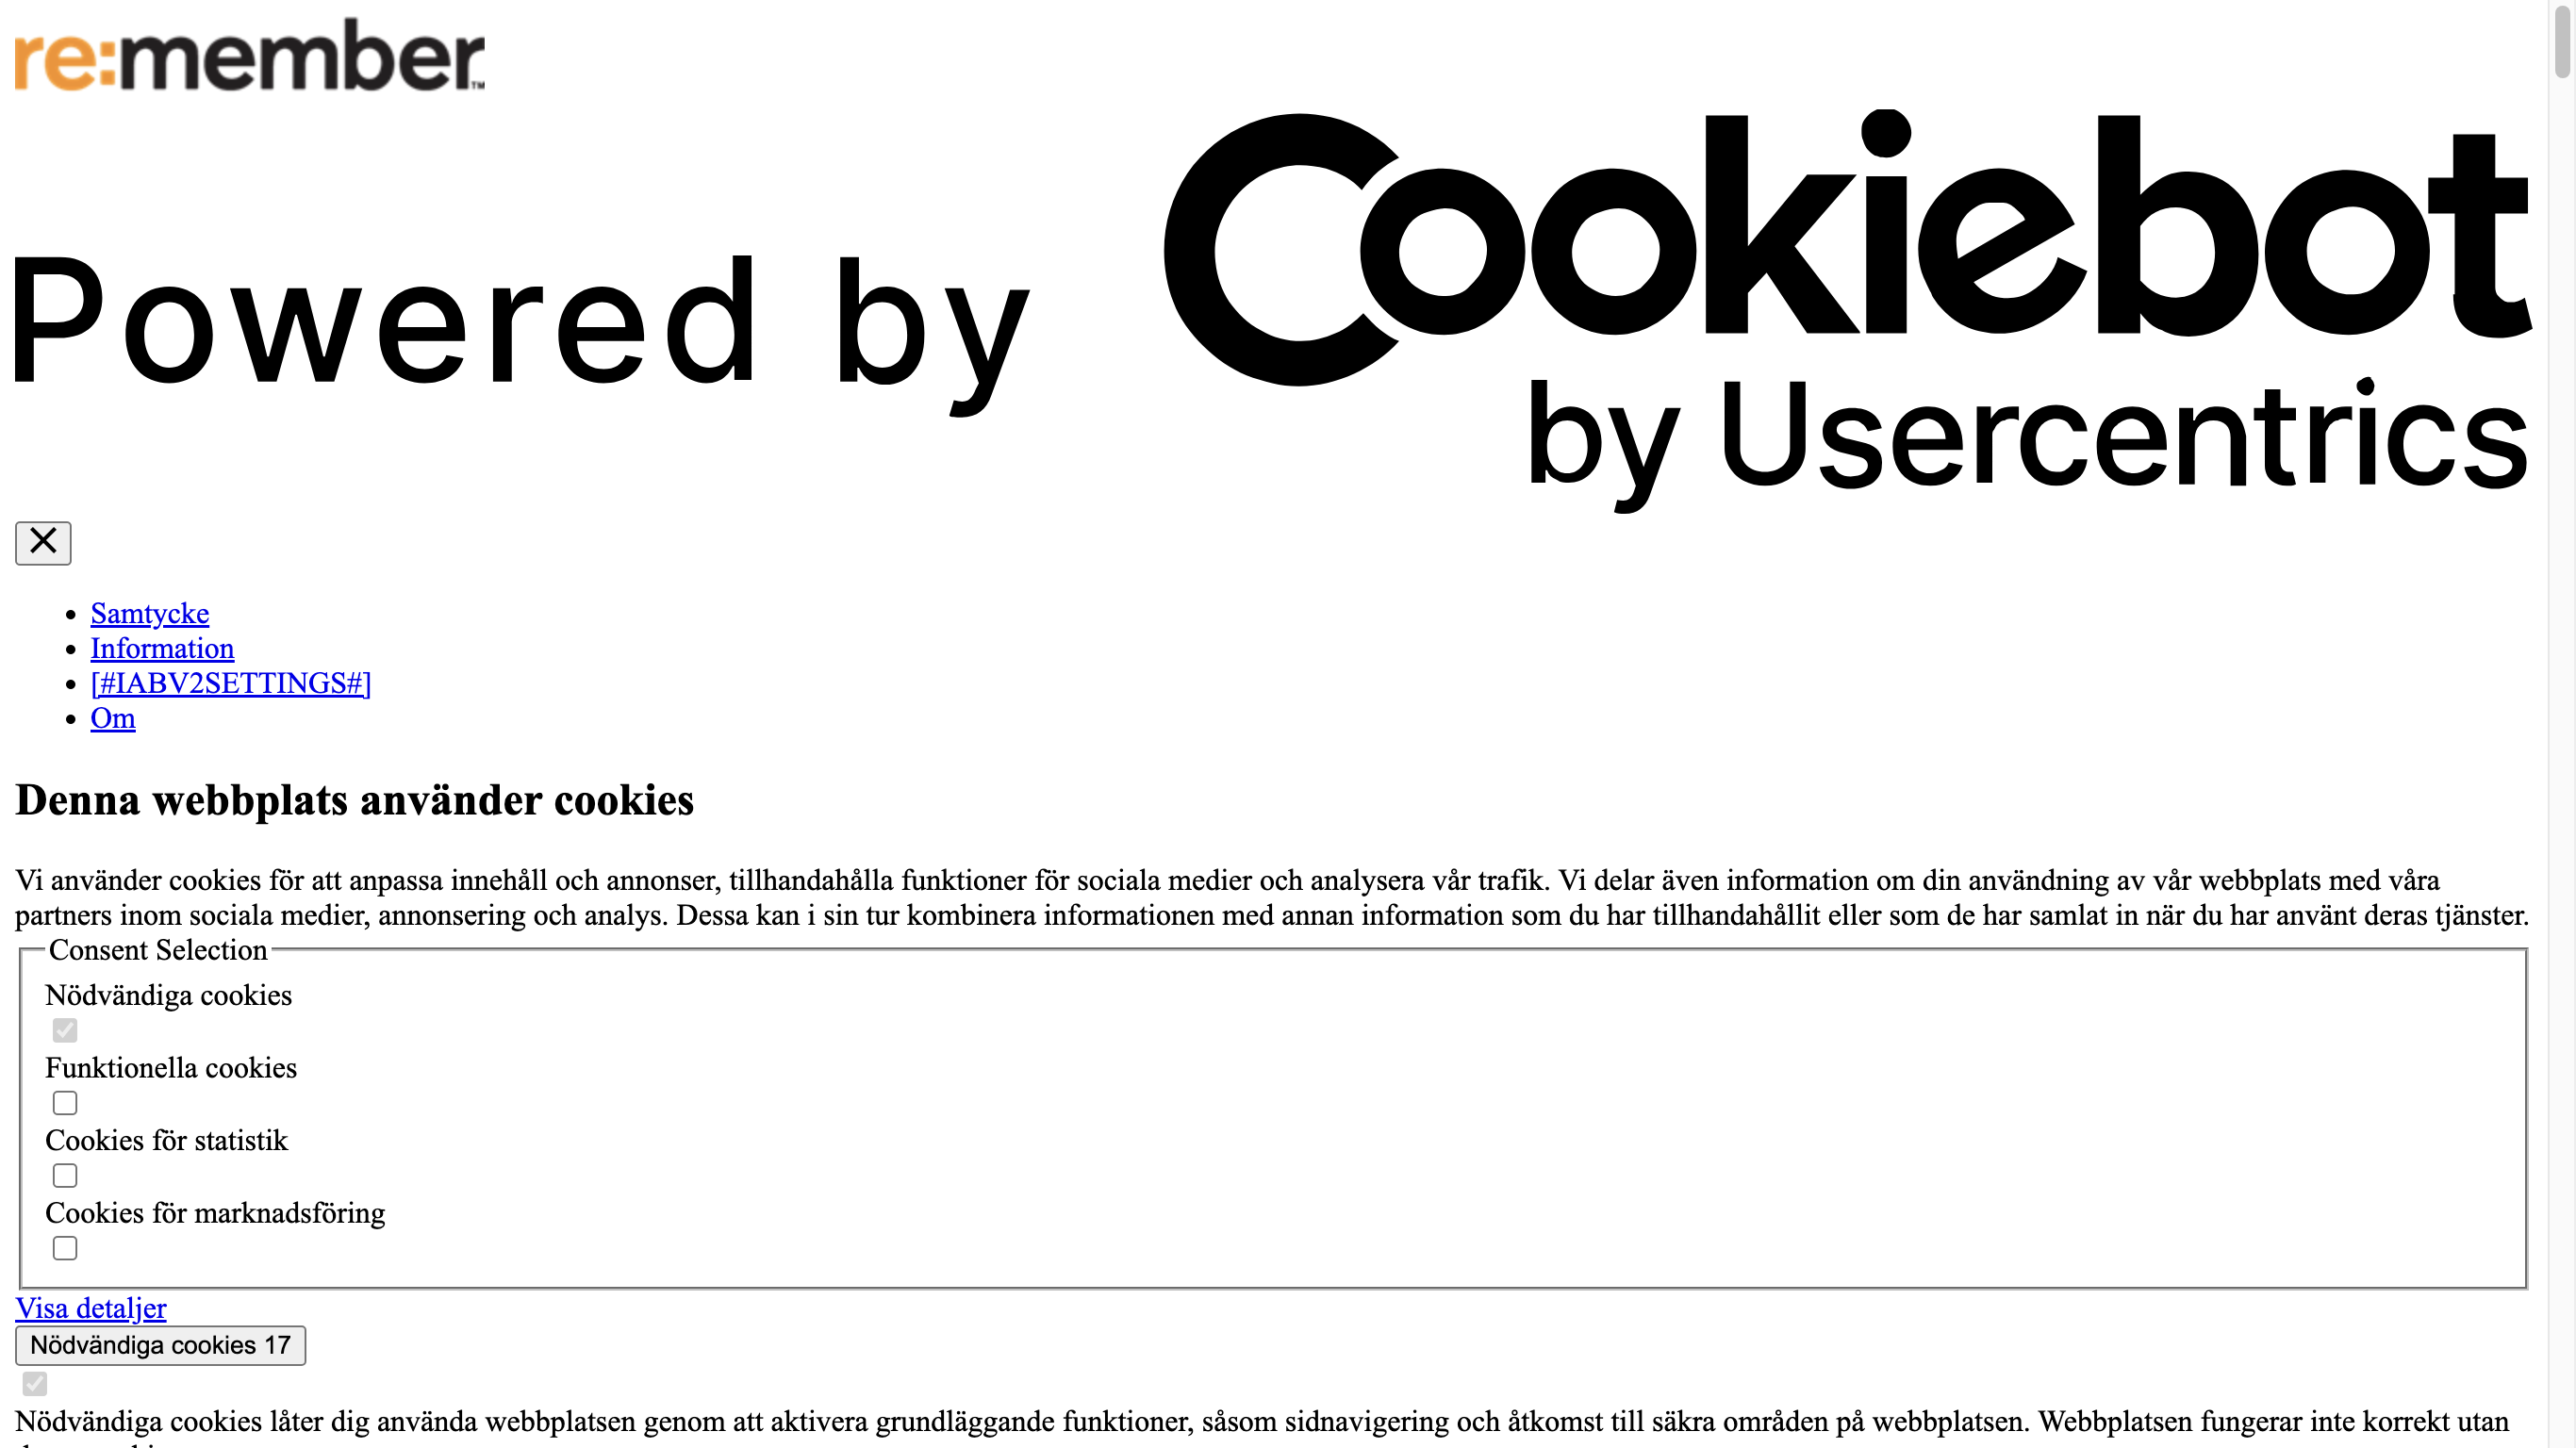 re:member™
Powered by Cookiebot
by Usercentrics
Samtycke
Information
[#IABV2SETTINGS#]
Om
Denna webbplats använder cookies
Vi använder cookies för att anpassa innehåll och annonser, tillhandahålla funktioner för sociala medier och analysera vår trafik. Vi delar även information om din användning av vår webbplats med våra
partners inom sociala medier, annonsering och analys. Dessa kan i sin tur kombinera informationen med annan information som du har tillhandahållit eller som de har samlat in när du har använt deras tjänster.
Consent Selection
Nödvändiga cookies
Funktionella cookies
Cookies för statistik
Cookies för marknadsföring
Visa detaljer
Nödvändiga cookies 17
Nödvändiga cookies låter dig använda webbplatsen genom att aktivera grundläggande funktioner, såsom sidnavigering och åtkomst till säkra områden på webbplatsen. Webbplatsen fungerar inte korrekt utan